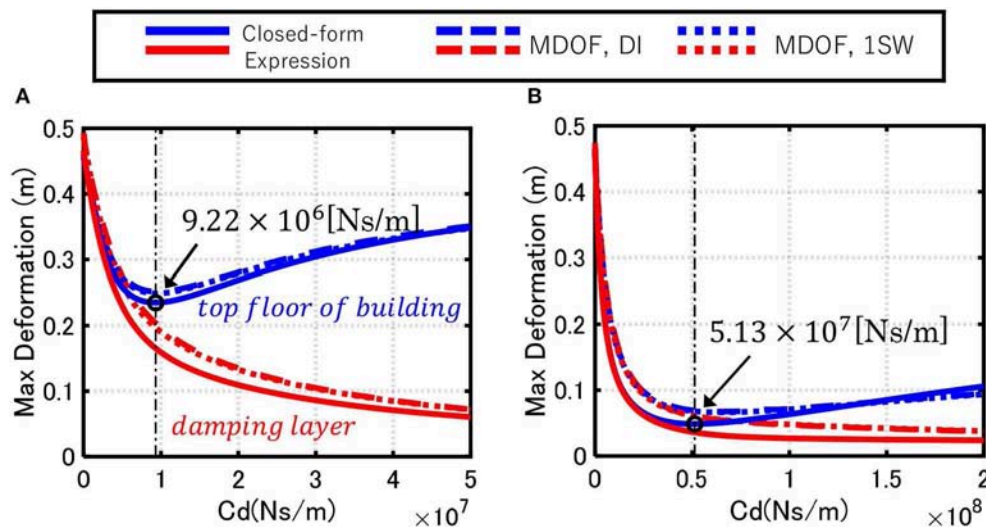 Closed-form
Expression
MDOF, DI
MDOF, 1SW
A
B
Max Deformation (m)
0.5
0.4
0.3
0.2
0.1
0
9.22 × 10⁶[Ns/m]
top floor of building
damping layer
0 1 2 3 4 5
Cd(Ns/m)
×10⁷
Max Deformation (m)
0.5
0.4
0.3
0.2
0.1
0
5.13 × 10⁷[Ns/m]
0 0.5 1 1.5 2
Cd(Ns/m)
×10⁸